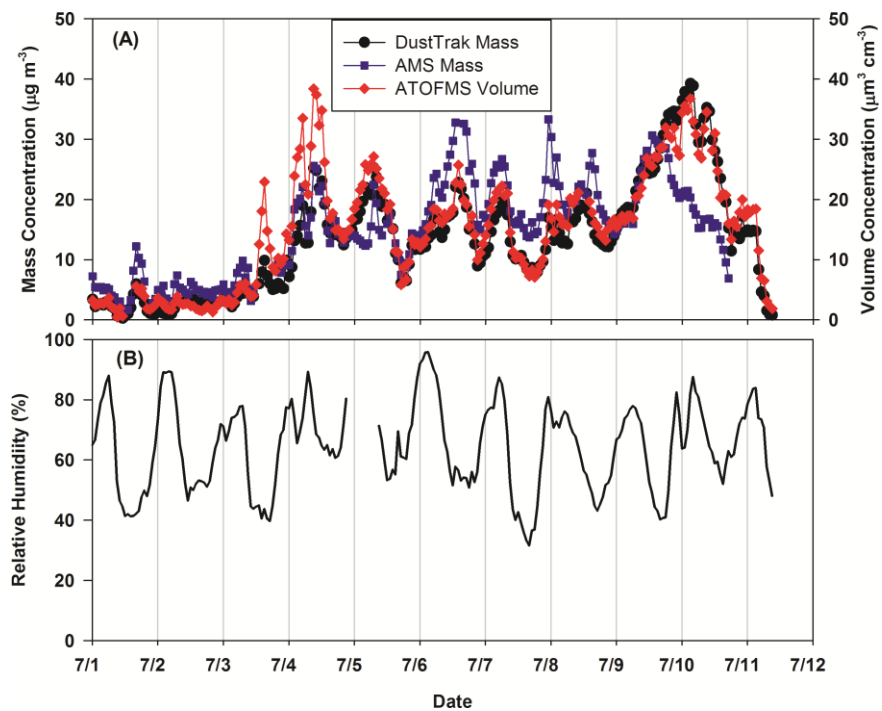 (A)
DustTrak Mass
AMS Mass
ATOFMS Volume
Mass Concentration (µg m-3)
50
40
30
20
10
0
Volume Concentration (µm3 cm-3)
50
40
30
20
10
0
(B)
Relative Humidity (%)
100
80
60
40
20
0
7/1 7/2 7/3 7/4 7/5 7/6 7/7 7/8 7/9 7/10 7/11 7/12
Date